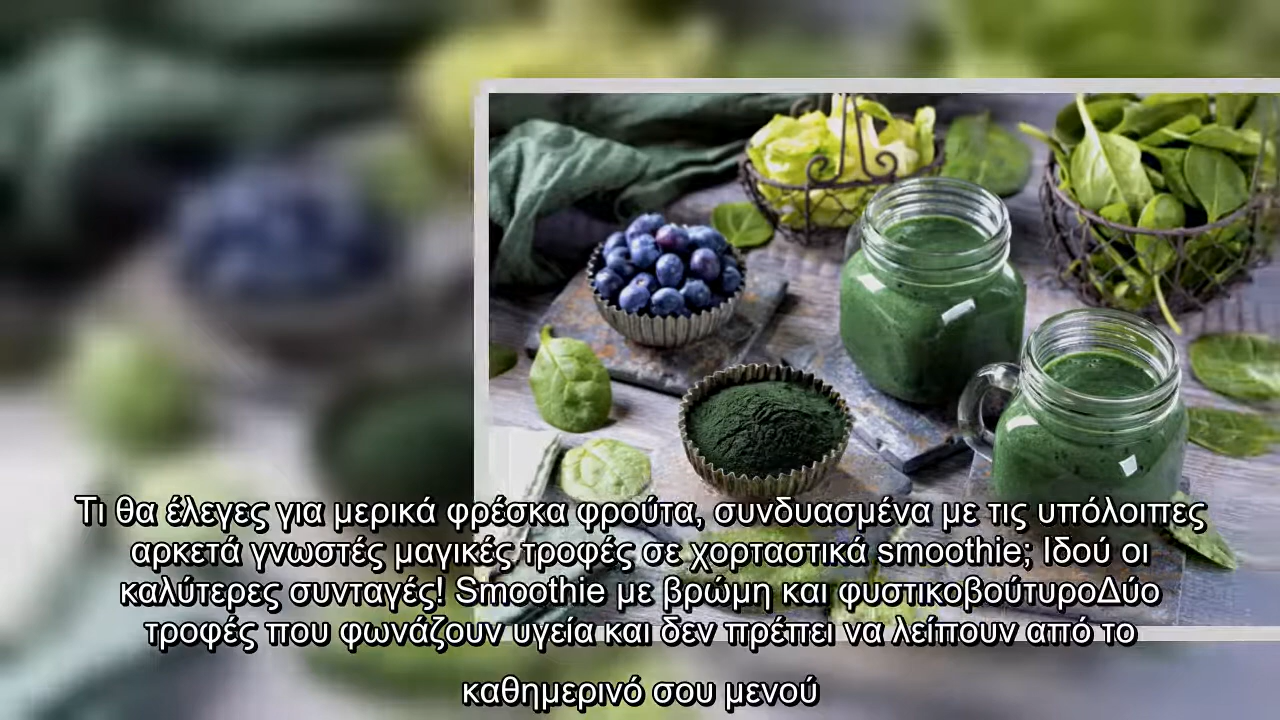 Τι θα έλεγες για μερικά φρέσκα φρούτα, συνδυασμένα με τις υπόλοιπες
αρκετά γνωστές μαγικές τροφές σε χορταστικά smoothie; Ιδού οι
καλύτερες συνταγές! Smoothie με βρώμη και φυστικοβούτυροΔύο
τροφές που φωνάζουν υγεία και δεν πρέπει να λείπουν από το
καθημερινό σου μενού